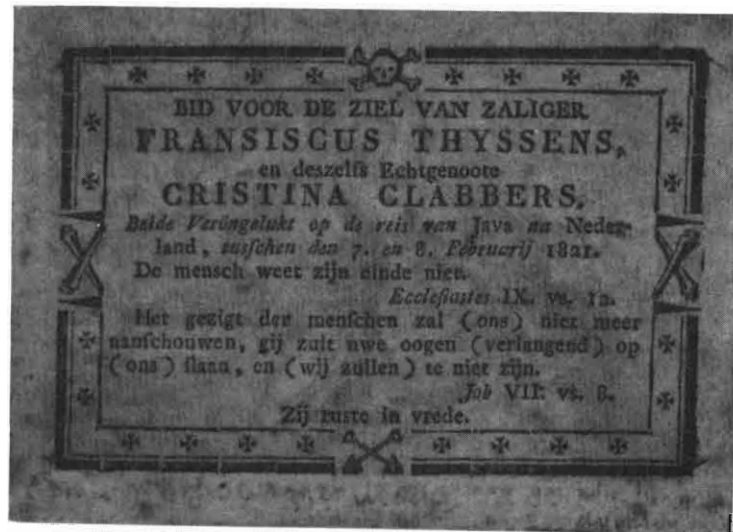 BID VOOR DE ZIEL VAN ZALIGER
FRANSISCUS THYSSENS,
en deszelfs Echtgenoote
CRISTINA CLABBERS.
Beide Verôngelukt op de reis van Java na Neder-
land, tusſchen den 7. en 8. Februarij 1821.
De mensch weet zijn einde niet.
Eccleſiastes IX. vs. 12.
Het gezigt der menſchen zal (ons) niet meer
aanſchouwen, gij zult uwe oogen (verlangend) op
(ons) ſlaan, en (wij zullen) te niet zijn.
Job VII: vs. 8.
Zij ruste in vrede.